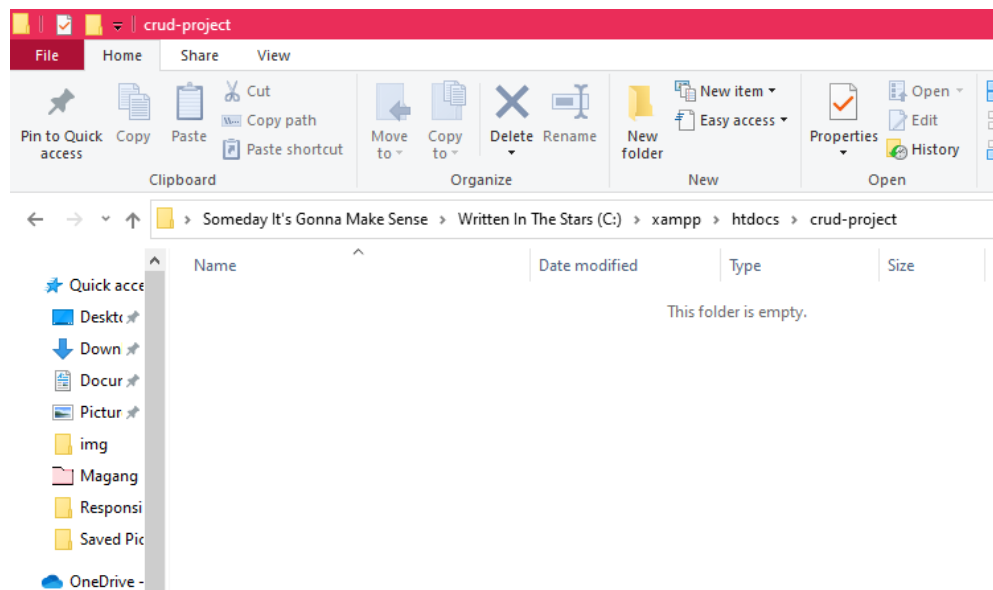 crud-project
File Home Share View
Pin to Quick access
Copy
Paste
Cut
Copy path
Paste shortcut
Clipboard
Move to
Copy to
Delete
Rename
Organize
New folder
New item
Easy access
New
Properties
Open
Edit
History
Open
Someday It's Gonna Make Sense > Written In The Stars (C:) > xampp > htdocs > crud-project
Name Date modified Type Size
This folder is empty.
Quick acce
Deskto
Down
Docur
Pictur
img
Magang
Responsi
Saved Pic
OneDrive -